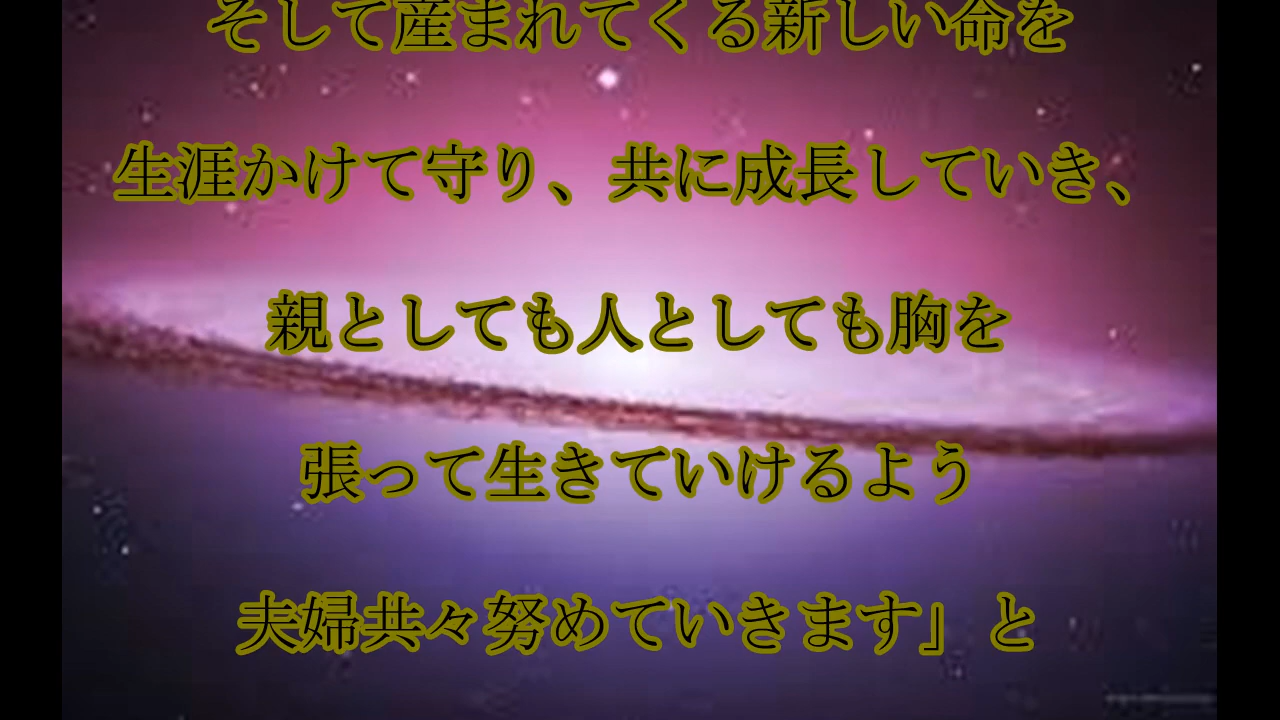 そして産まれてくる新しい命を
生涯かけて守り、共に成長していき、
親としても人としても胸を
張って生きていけるよう
夫婦共々努めていきます」と